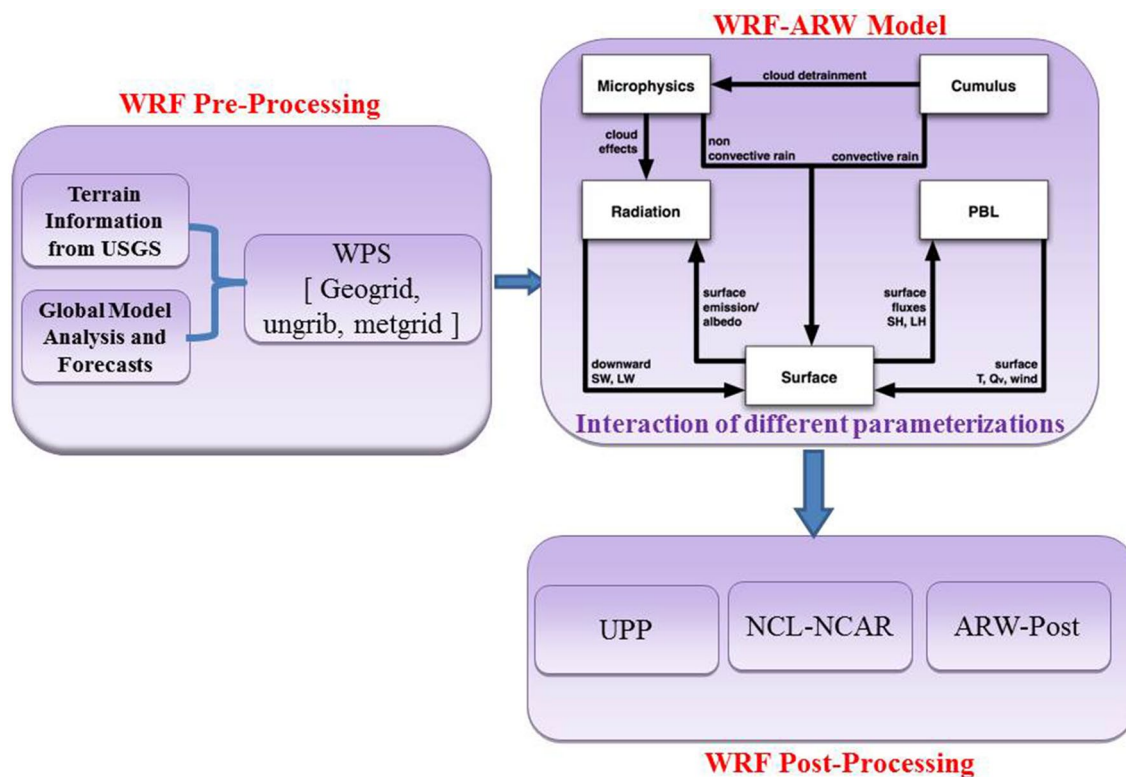 WRF Pre-Processing
Terrain
Information
from USGS
Global Model
Analysis and
Forecasts
WPS
[ Geogrid,
ungrib, metgrid ]
WRF-ARW Model
Microphysics
cloud detrainment
Cumulus
cloud
effects
non
convective rain
convective rain
Radiation
PBL
surface
emission/
albedo
surface
fluxes
SH, LH
downward
SW, LW
Surface
surface
T, Qv, wind
Interaction of different parameterizations
UPP
NCL-NCAR
ARW-Post
WRF Post-Processing